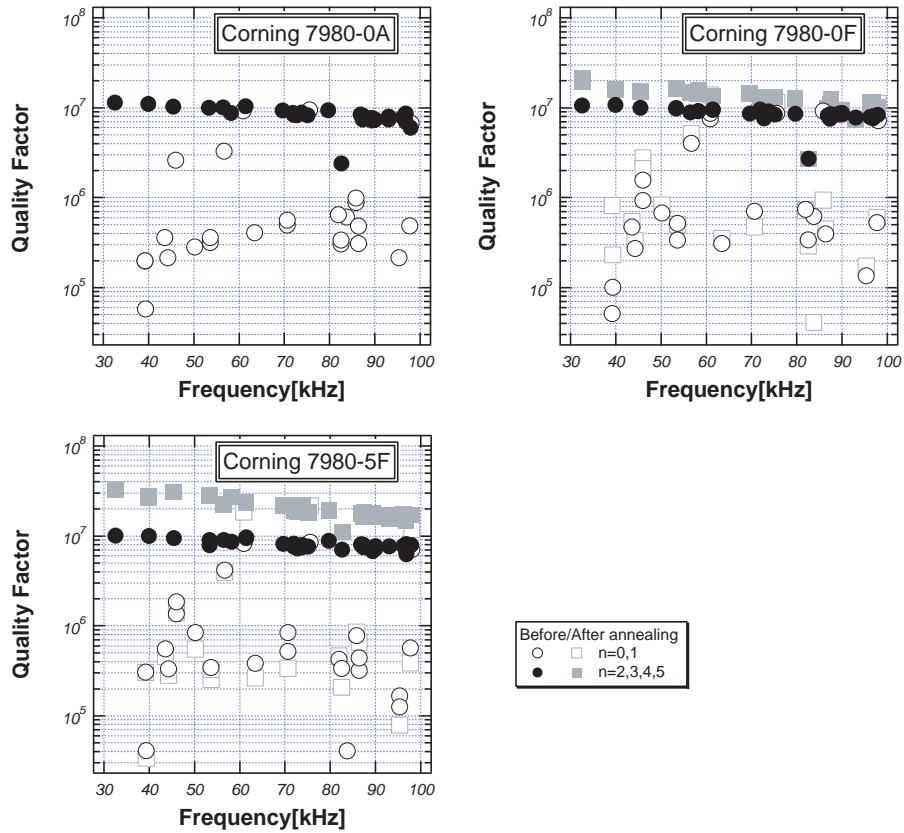 Corning 7980-0A
10^8
10^7
10^6
10^5
Quality Factor
30 40 50 60 70 80 90 100
Frequency[kHz]
Corning 7980-0F
10^8
10^7
10^6
10^5
Quality Factor
30 40 50 60 70 80 90 100
Frequency[kHz]
Corning 7980-5F
10^8
10^7
10^6
10^5
Quality Factor
30 40 50 60 70 80 90 100
Frequency[kHz]
Before/After annealing
n=0,1
n=2,3,4,5